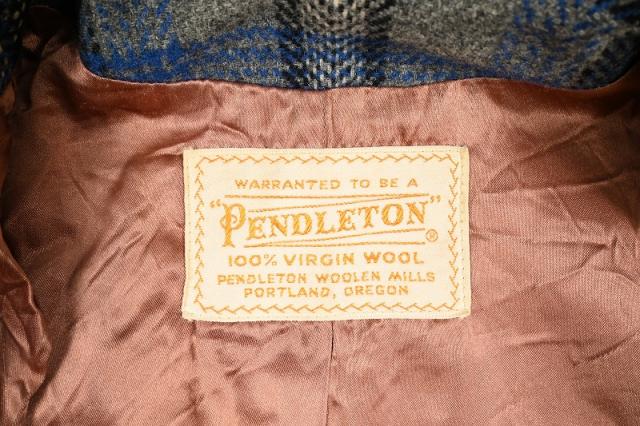 WARRANTED TO BE A
"PENDLETON"®
100% VIRGIN WOOL
PENDLETON WOOLEN MILLS
PORTLAND, OREGON